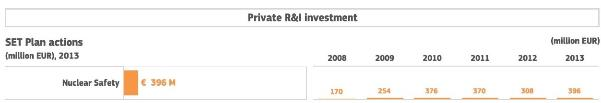 Private R&I investment
SET Plan actions
(million EUR), 2013
(million EUR)
2008 2009 2010 2011 2012 2013
Nuclear Safety € 396 M
170 254 376 370 308 396